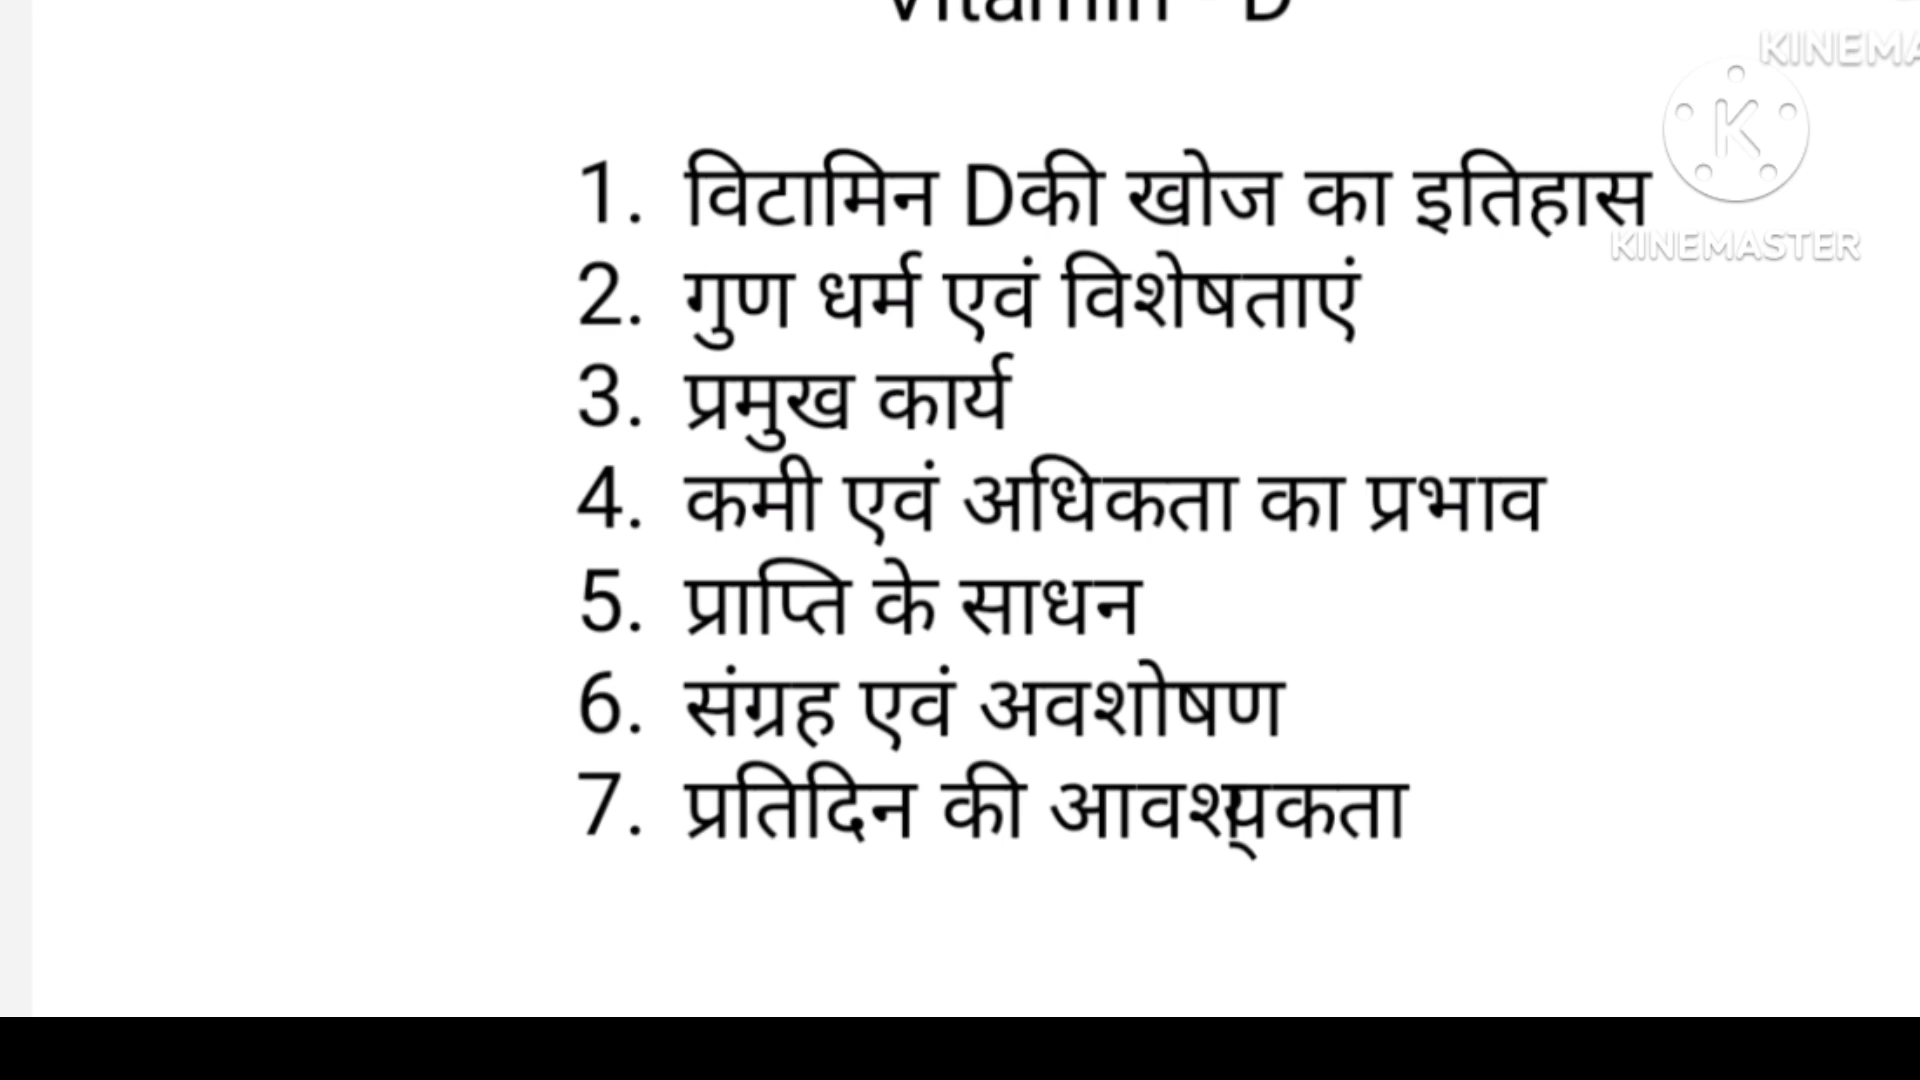 Vitamin - D
KINEMA
K
1. विटामिन Dकी खोज का इतिहास
KINEMASTER
2. गुण धर्म एवं विशेषताएं
3. प्रमुख कार्य
4. कमी एवं अधिकता का प्रभाव
5. प्राप्ति के साधन
6. संग्रह एवं अवशोषण
7. प्रतिदिन की आवश्यकता